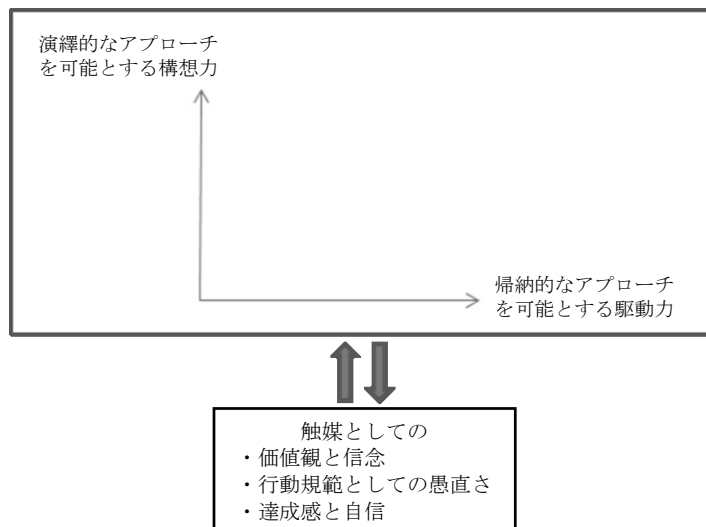 演繹的なアプローチ
を可能とする構想力
帰納的なアプローチ
を可能とする駆動力
触媒としての
・価値観と信念
・行動規範としての愚直さ
・達成感と自信